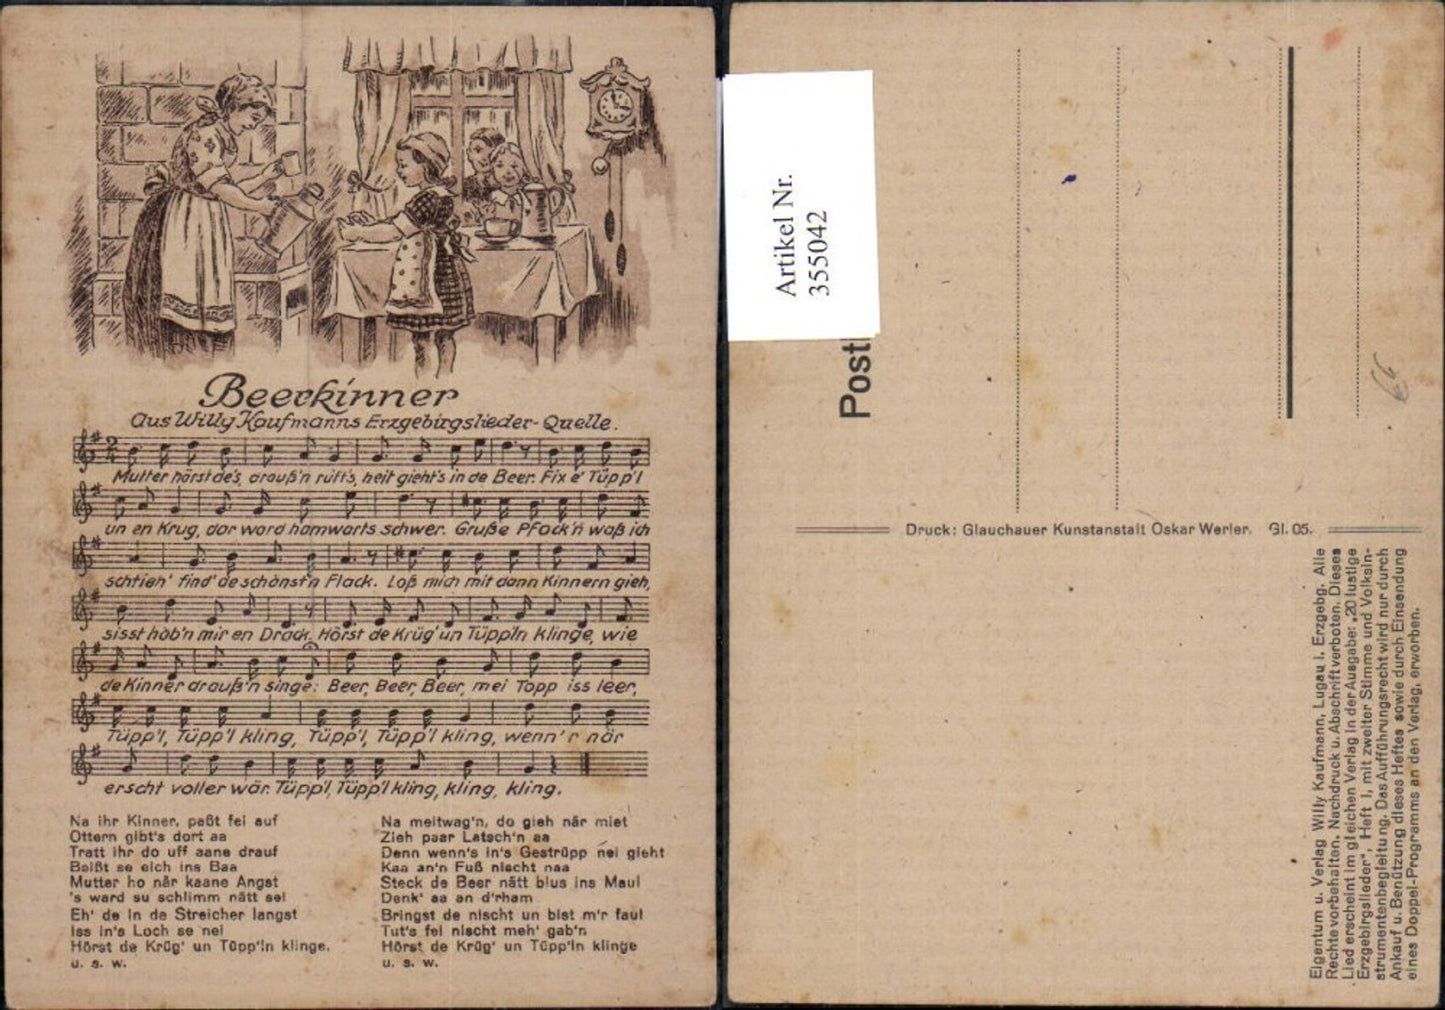 Beerkinner
Aus Willy Kaufmanns Erzgebirgslieder-Quelle.
Mutter hörst de's, drauß'n ruft's, heit gieht's in de Beer. Fix e' Tüpp'l
un en Krug, dar ward hamwarts schwer. Gruße Pflack'n waß ich
schtieh' find' de schönst'n Flack. Loß mich mit dann Kinnern gieh,
sisst hob'n mir en Drack. Hörst de Krüg' un Tüppln klinge, wie
de Kinner drauß'n singe: Beer, Beer, Beer, mei Topp iss leer,
Tüpp'l, Tüpp'l kling, Tüpp'l, Tüpp'l kling, wenn'r når
erscht voller wår. Tüpp'l, Tüpp'l kling, kling, kling.
Na ihr Kinner, paßt fei auf
Ottern gibt's dort aa
Tratt ihr do uff aane drauf
Beißt se eich ins Baa
Mutter ho når kaane Angst
's ward su schlimm nått sei
Eh' de in de Streicher langst
Iss in's Loch se nei
Hörst de Krüg' un Tüpp'ln klinge,
u. s. w.
Na meitwag'n, do gieh når miet
Zieh paar Latsch'n aa
Denn wenn's in's Gestrüpp nei gieht
Kaa an'n Fuß nischt naa
Steck de Beer nått blus ins Maul
Denk' aa an d'rham
Bringst de nischt un bist m'r faul
Tut's fei nischt meh' gab'n
Hörst de Krüg' un Tüpp'ln klinge
u. s. w.
Artikel Nr.
355042
Post
Druck: Glauchauer Kunstanstalt Oskar Werler. Gl. 05.
Eigentum u. Verlag Willy Kaufmann, Lugau i. Erzgebg. Alle
Rechte vorbehalten. Nachdruck u. Abschrift verboten. Dieses
Lied erscheint im gleichen Verlag in der Ausgabe: „20 lustige
Erzgebirgslieder", Heft I, mit zweiter Stimme und Volksin-
strumentenbegleitung. Das Aufführungsrecht wird nur durch
Ankauf u. Benützung dieses Heftes sowie durch Einsendung
eines Doppel-Programms an den Verlag, erworben.